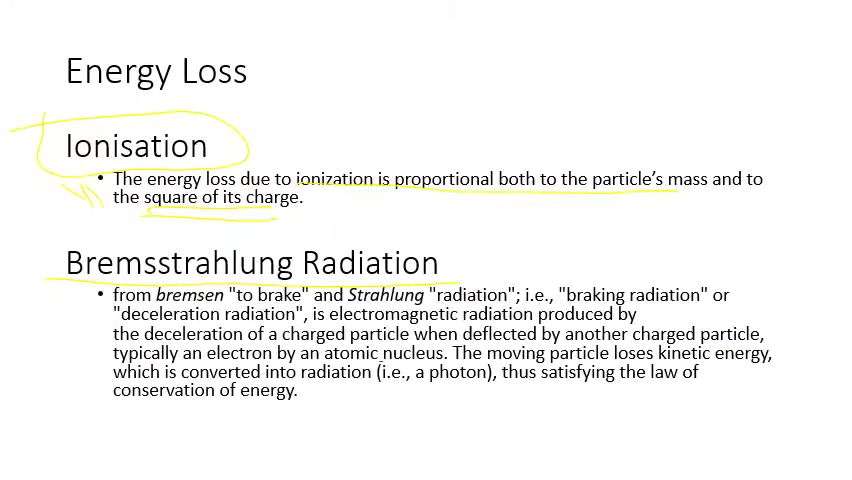 Energy Loss
Ionisation
• The energy loss due to ionization is proportional both to the particle's mass and to
the square of its charge.
Bremsstrahlung Radiation
• from bremsen "to brake" and Strahlung "radiation"; i.e., "braking radiation" or
"deceleration radiation", is electromagnetic radiation produced by
the deceleration of a charged particle when deflected by another charged particle,
typically an electron by an atomic nucleus. The moving particle loses kinetic energy,
which is converted into radiation (i.e., a photon), thus satisfying the law of
conservation of energy.